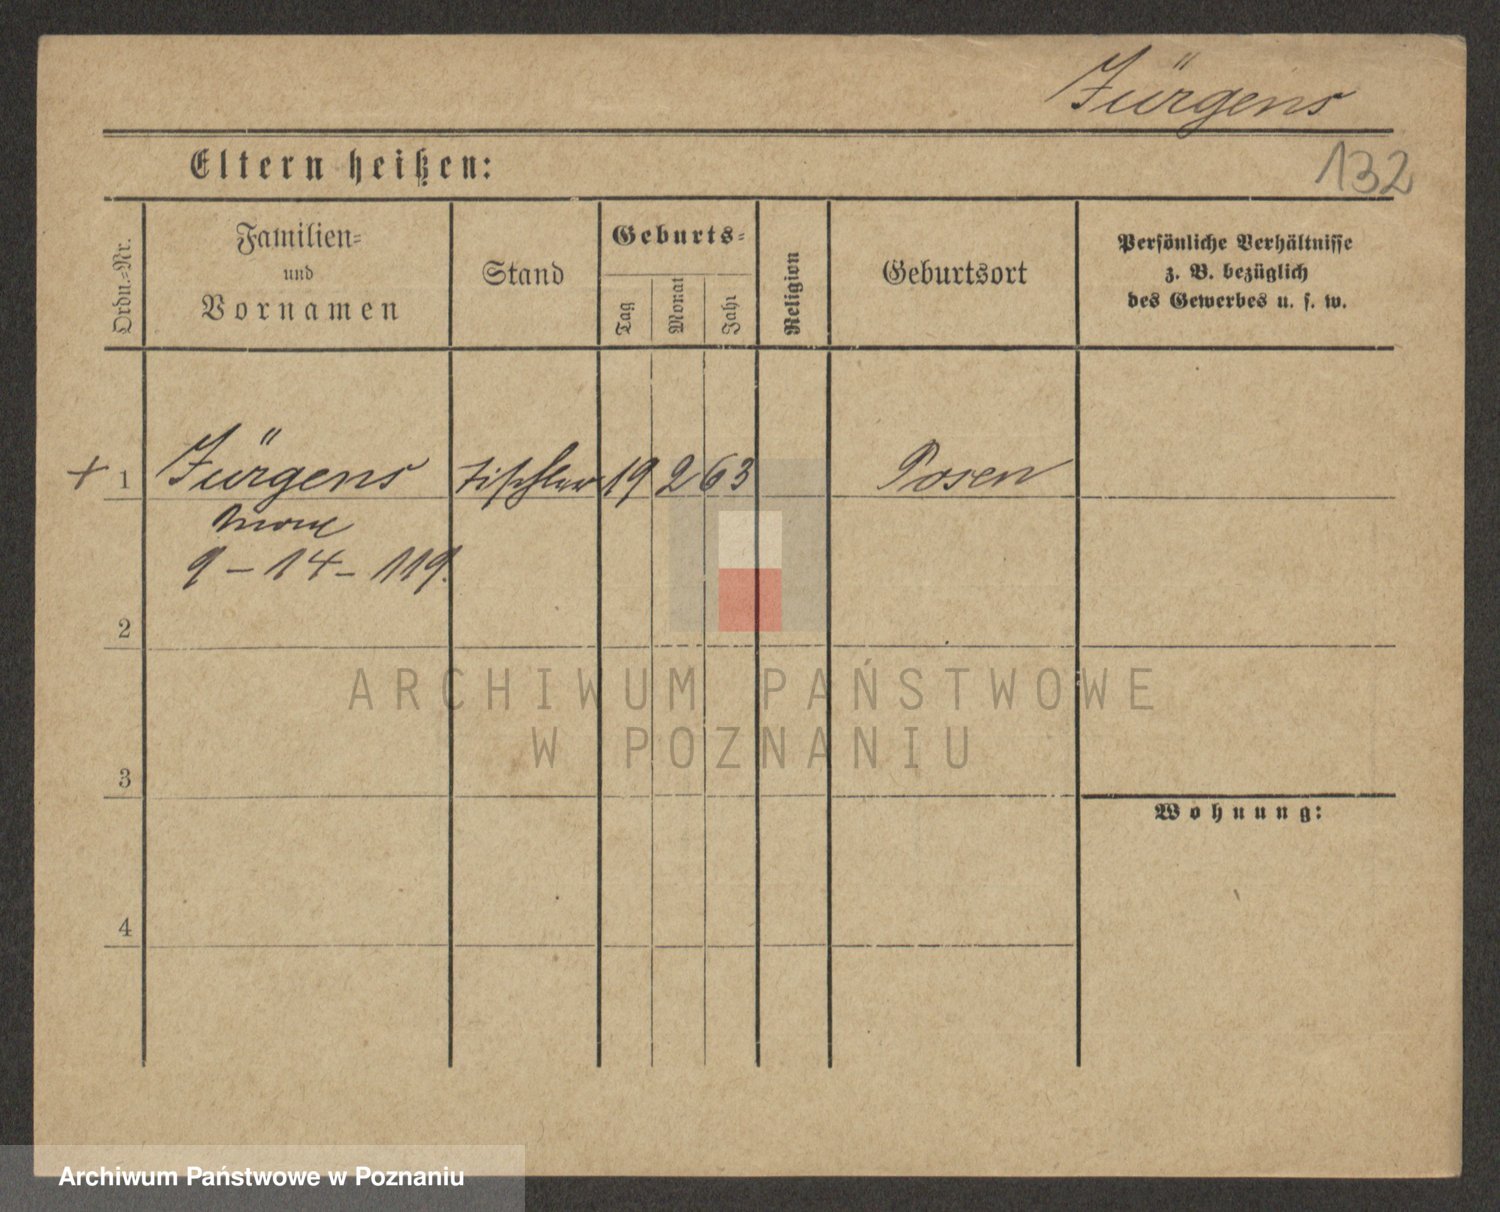 Jürgens
132
Eltern heißen:
Ordn.=Nr.
Familien=
und
Vornamen
Stand
Geburts=
Tag
Monat
Jahr
Religion
Geburtsort
Persönliche Verhältnisse
z. B. bezüglich
des Gewerbes u. s. w.
+ 1 Jürgens Tischler 19 2 63 Posen
9 - 14 - 119.
2
3
Wohnung:
4
ARCHIWUM PAŃSTWOWE
W POZNANIU
Archiwum Państwowe w Poznaniu